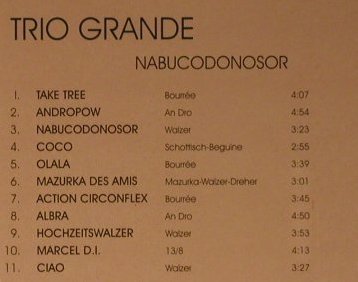 TRIO GRANDE
NABUCODONOSOR
1. TAKE TREE Bourrée 4:07
2. ANDROPOW An Dro 4:54
3. NABUCODONOSOR Walzer 3:23
4. COCO Schottisch-Beguine 2:55
5. OLALA Bourrée 3:39
6. MAZURKA DES AMIS Mazurka-Walzer-Dreher 3:01
7. ACTION CIRCONFLEX Bourrée 3:45
8. ALBRA An Dro 4:50
9. HOCHZEITSWALZER Walzer 3:53
10. MARCEL D.I. 13/8 4:13
11. CIAO Walzer 3:27